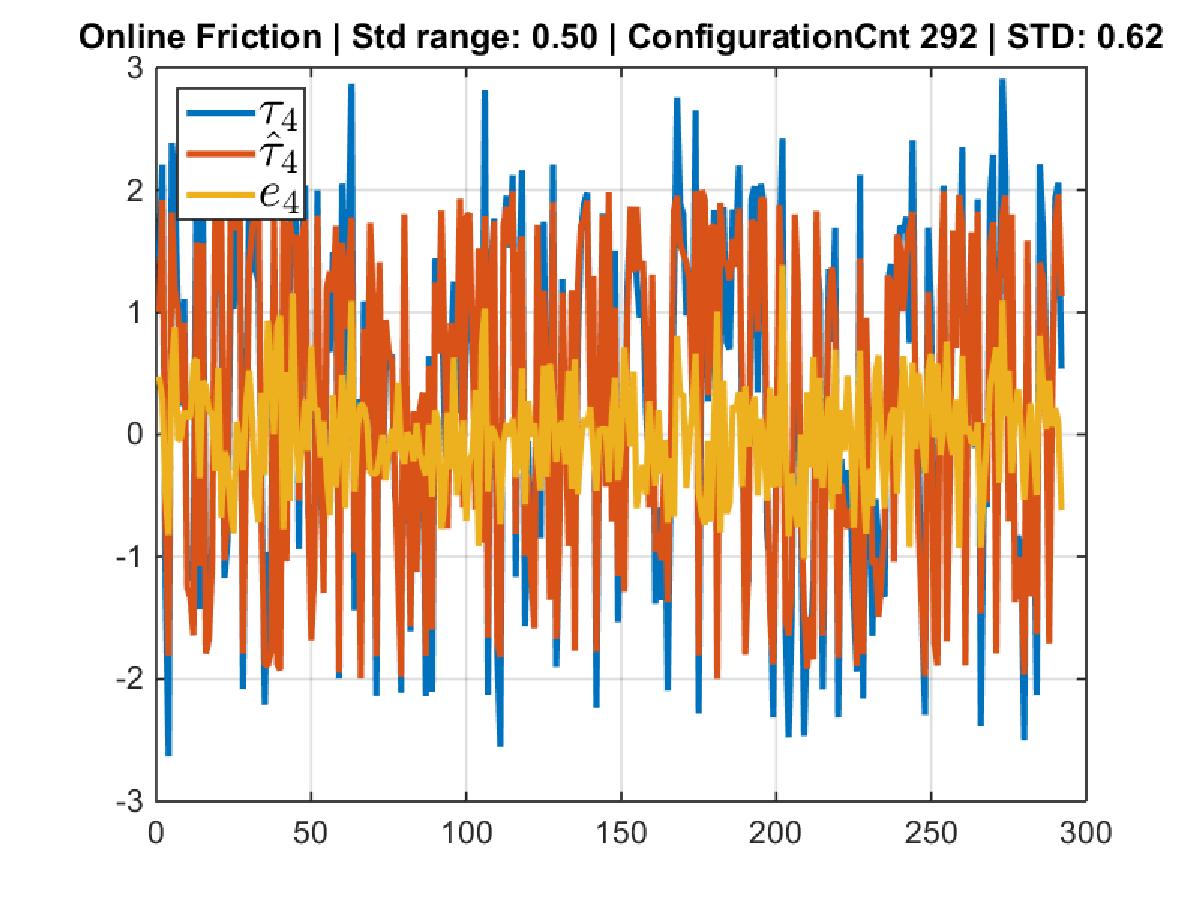 Online Friction | Std range: 0.50 | ConfigurationCnt 292 | STD: 0.62
3
2
1
0
-1
-2
-3
τ₄
τ̂₄
e₄
0 50 100 150 200 250 300